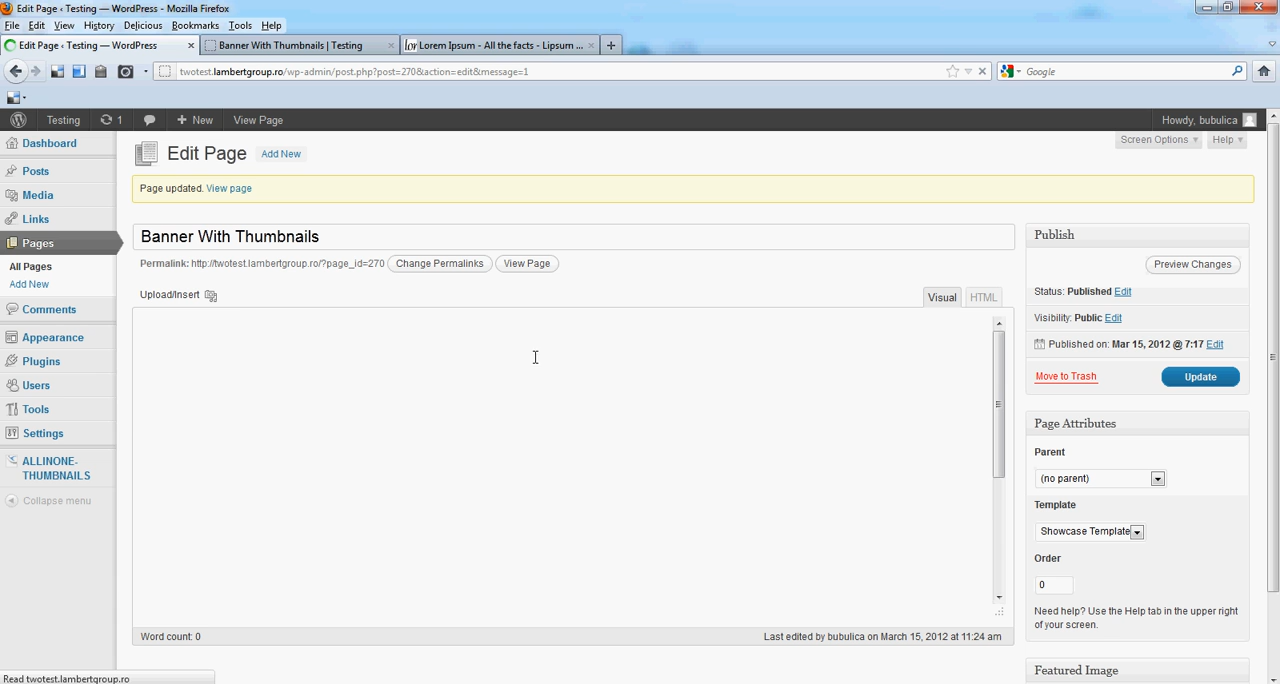 Edit Page ‹ Testing — WordPress - Mozilla Firefox
File Edit View History Delicious Bookmarks Tools Help
Edit Page ‹ Testing — WordPress × Banner With Thumbnails | Testing × Lorem Ipsum - All the facts - Lipsum ... × +
twotest.lambertgroup.ro/wp-admin/post.php?post=270&action=edit&message=1 Google
Testing 1 + New View Page Howdy, bubulica
Screen Options Help
Dashboard
Posts
Media
Links
Pages
All Pages
Add New
Comments
Appearance
Plugins
Users
Tools
Settings
ALLINONE-
THUMBNAILS
Collapse menu
Edit Page Add New
Page updated. View page
Banner With Thumbnails
Permalink: http://twotest.lambertgroup.ro/?page_id=270 Change Permalinks View Page
Upload/Insert Visual HTML
Word count: 0 Last edited by bubulica on March 15, 2012 at 11:24 am
Publish
Preview Changes
Status: Published Edit
Visibility: Public Edit
Published on: Mar 15, 2012 @ 7:17 Edit
Move to Trash Update
Page Attributes
Parent
(no parent)
Template
Showcase Template
Order
0
Need help? Use the Help tab in the upper right
of your screen.
Featured Image
Read twotest.lambertgroup.ro